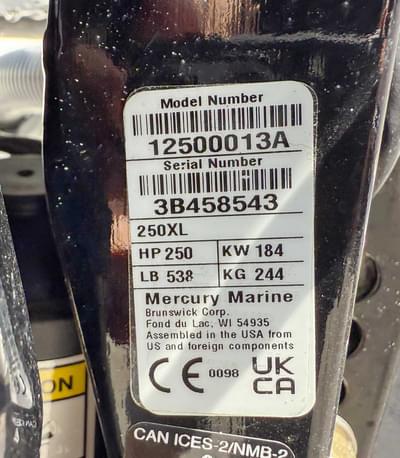 Model Number
12500013A
Serial Number
3B458543
250XL
HP 250 KW 184
LB 538 KG 244
Mercury Marine
Brunswick Corp.
Fond du Lac, WI 54935
Assembled in the USA from
US and foreign components
CE 0098 UK
CA
ON
CAN ICES-2/NMB-2